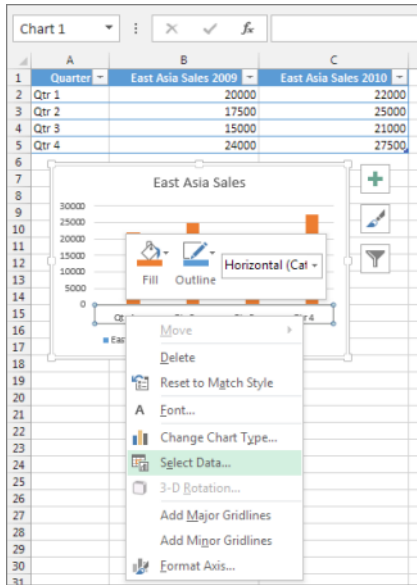 Chart 1
fx
A B C
1 Quarter East Asia Sales 2009 East Asia Sales 2010
2 Qtr 1 20000 22000
3 Qtr 2 17500 25000
4 Qtr 3 15000 21000
5 Qtr 4 24000 27500
6
7
8
9
10
11
12
13
14
15
16
17
18
19
20
21
22
23
24
25
26
27
28
29
30
31
East Asia Sales
30000
25000
20000
15000
10000
5000
0
Fill Outline Horizontal (Cat
Qtr 4
Move
Delete
Reset to Match Style
A Font...
Change Chart Type...
Select Data...
3-D Rotation...
Add Major Gridlines
Add Minor Gridlines
Format Axis...